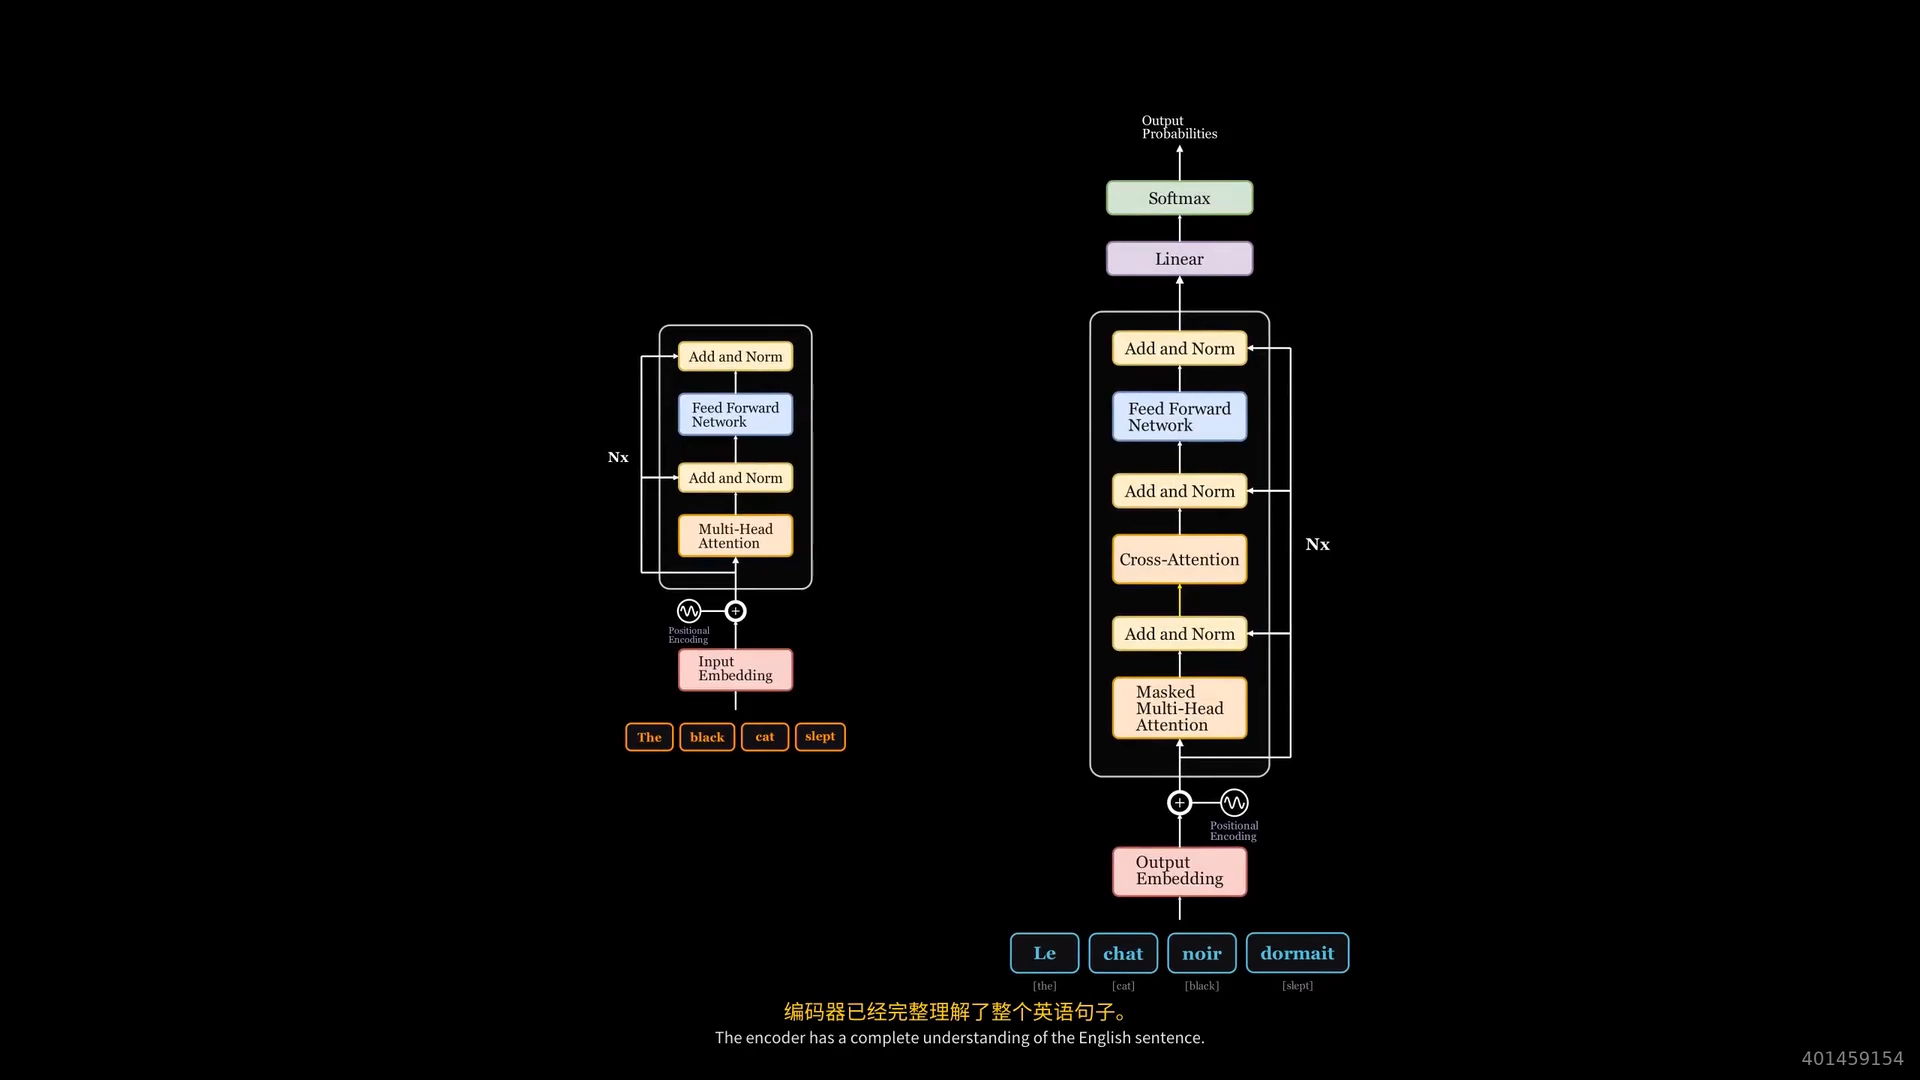 Output
Probabilities
Softmax
Linear
Add and Norm
Feed Forward
Network
Add and Norm
Multi-Head
Attention
Nx
Positional
Encoding
Input
Embedding
The black cat slept
Add and Norm
Feed Forward
Network
Add and Norm
Cross-Attention
Add and Norm
Masked
Multi-Head
Attention
Nx
Positional
Encoding
Output
Embedding
Le chat noir dormait
[the] [cat] [black] [slept]
编码器已经完整理解了整个英语句子。
The encoder has a complete understanding of the English sentence.
401459154